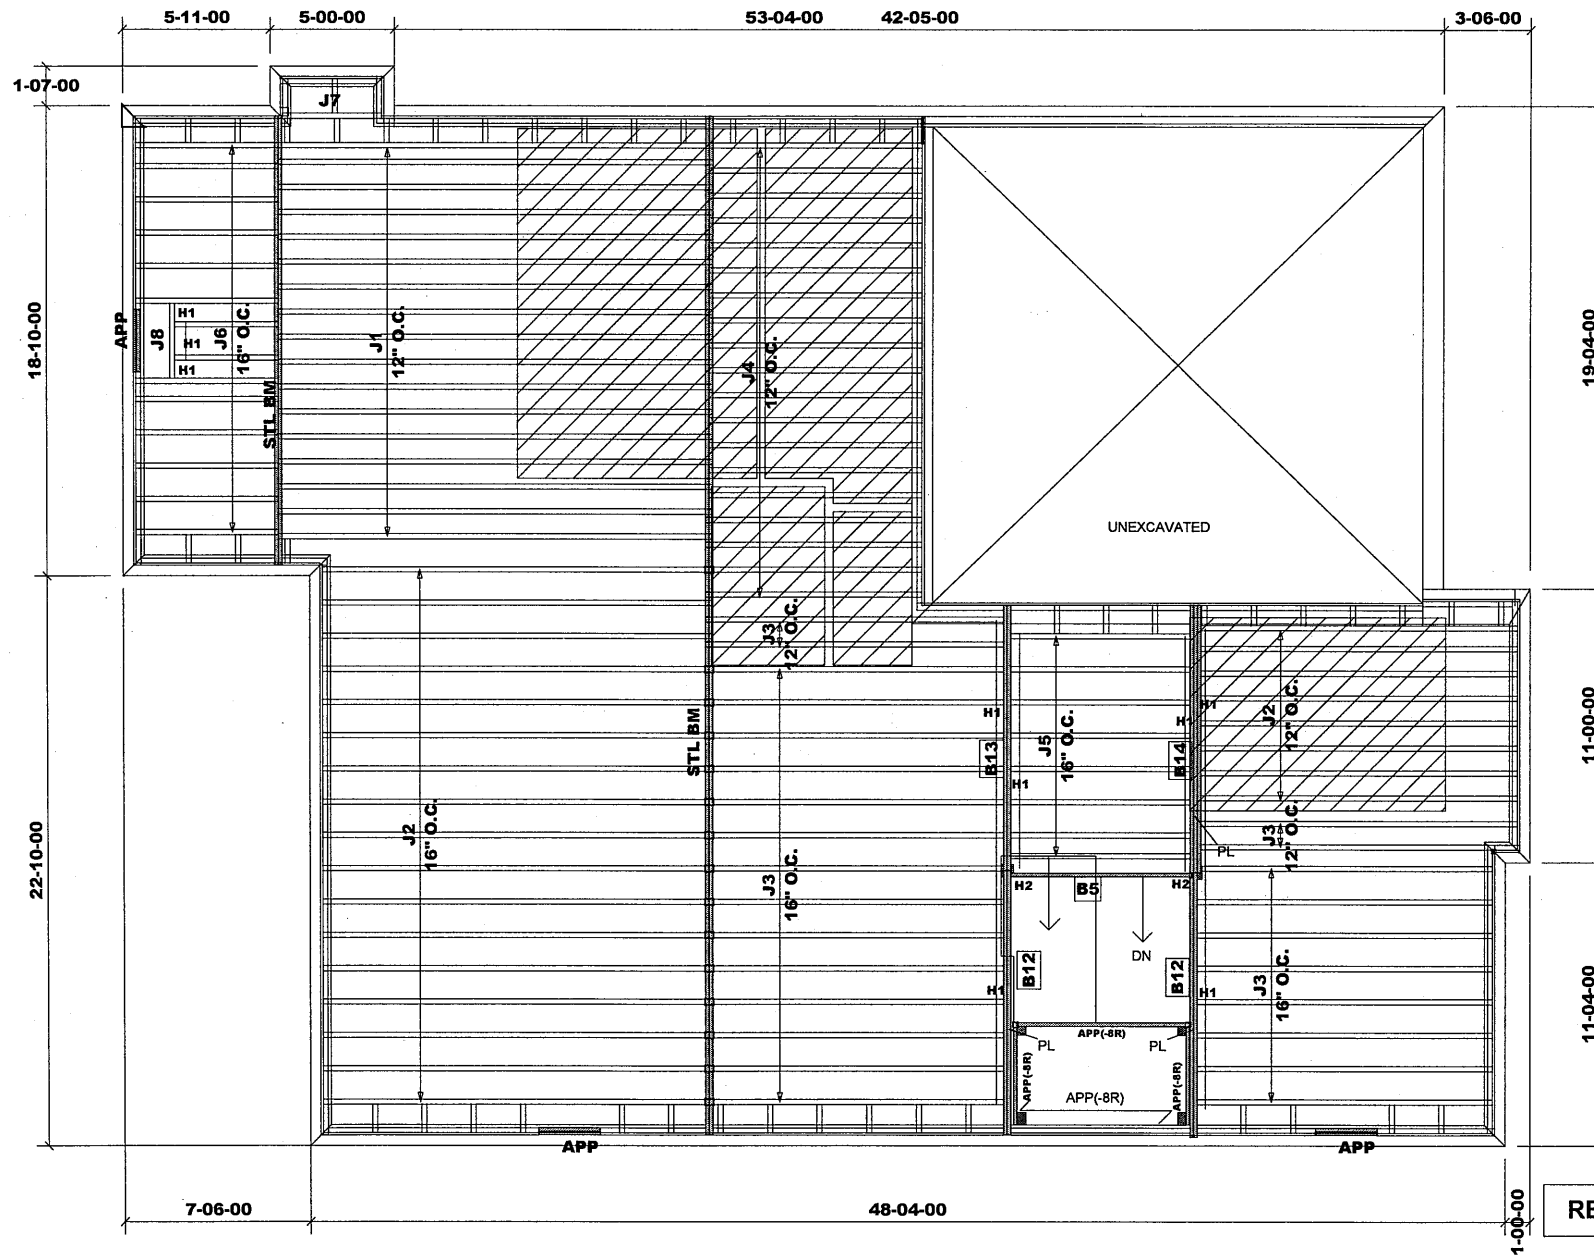 5-11-00
5-00-00
53-04-00
42-05-00
3-06-00
1-07-00
J7
18-10-00
APP
J8
H1
H1
H1
J6
16" O.C.
STL BM
J1
12" O.C.
J4
12" O.C.
19-04-00
UNEXCAVATED
J3
12" O.C.
22-10-00
J2
16" O.C.
STL BM
J3
16" O.C.
H1
B13
H1
J5
16" O.C.
H1
B14
H1
J2
12" O.C.
11-00-00
J3
12" O.C.
PL
H2
B5
H2
DN
B12
B12
H1
H1
J3
16" O.C.
11-04-00
APP(-8R)
PL
PL
APP(-8R)
APP(-8R)
APP(-8R)
APP
APP
7-06-00
48-04-00
1-00-00